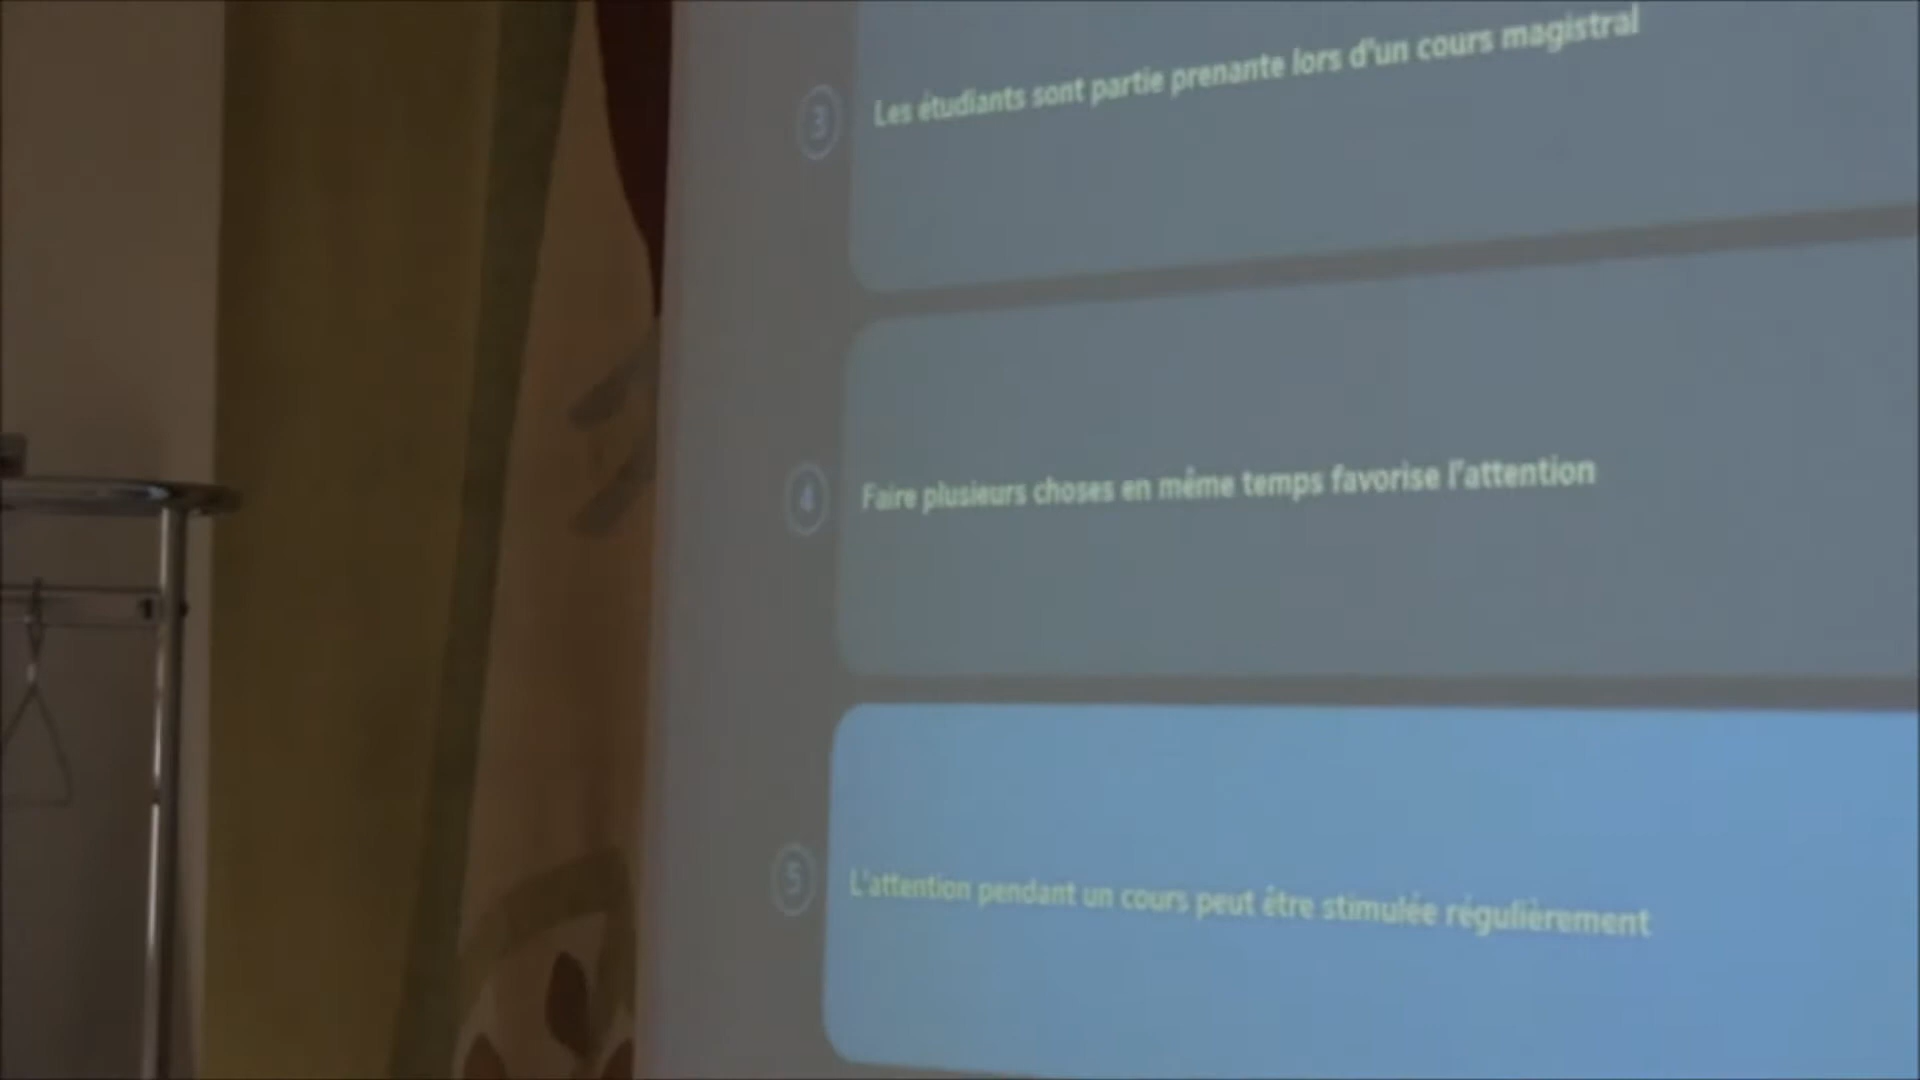 3 Les étudiants sont partie prenante lors d'un cours magistral
4 Faire plusieurs choses en même temps favorise l'attention
5 L'attention pendant un cours peut être stimulée régulièrement